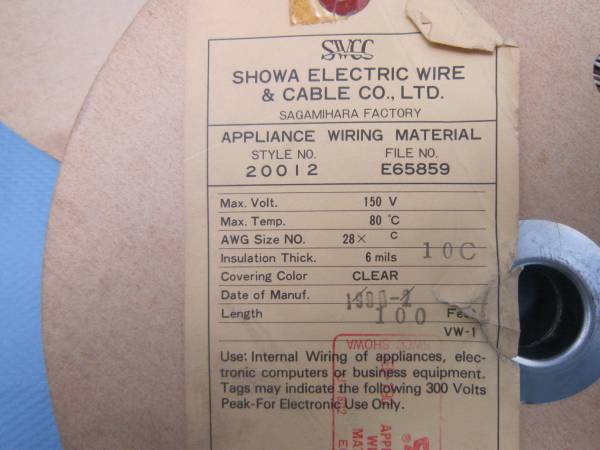 SWCC
SHOWA ELECTRIC WIRE
& CABLE CO., LTD.
SAGAMIHARA FACTORY
APPLIANCE WIRING MATERIAL
STYLE NO. FILE NO.
20012 E65859
Max. Volt. 150 V
Max. Temp. 80 °C
AWG Size NO. 28× C 10C
Insulation Thick. 6 mils
Covering Color CLEAR
Date of Manuf.
Length 100
VW-1
Use: Internal Wiring of appliances, elec-
tronic computers or business equipment.
Tags may indicate the following 300 Volts
Peak-For Electronic Use Only.
SWCC SHOWA